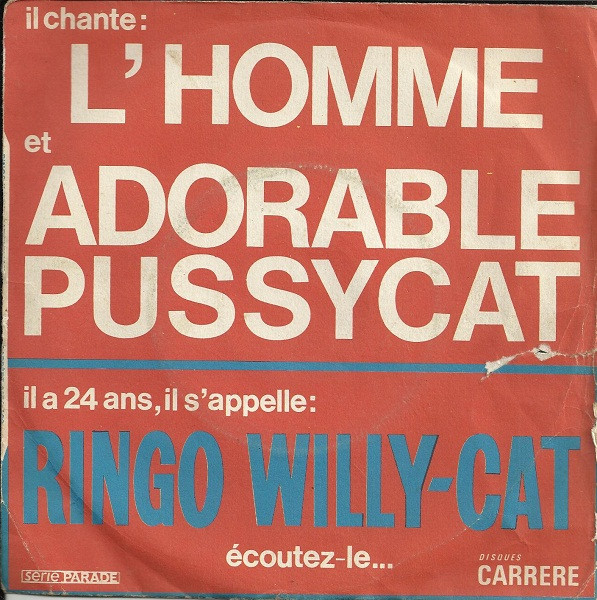 il chante:
L'HOMME
et
ADORABLE
PUSSYCAT
il a 24 ans, il s'appelle:
RINGO WILLY-CAT
écoutez-le...
DISQUES
CARRERE
série PARADE